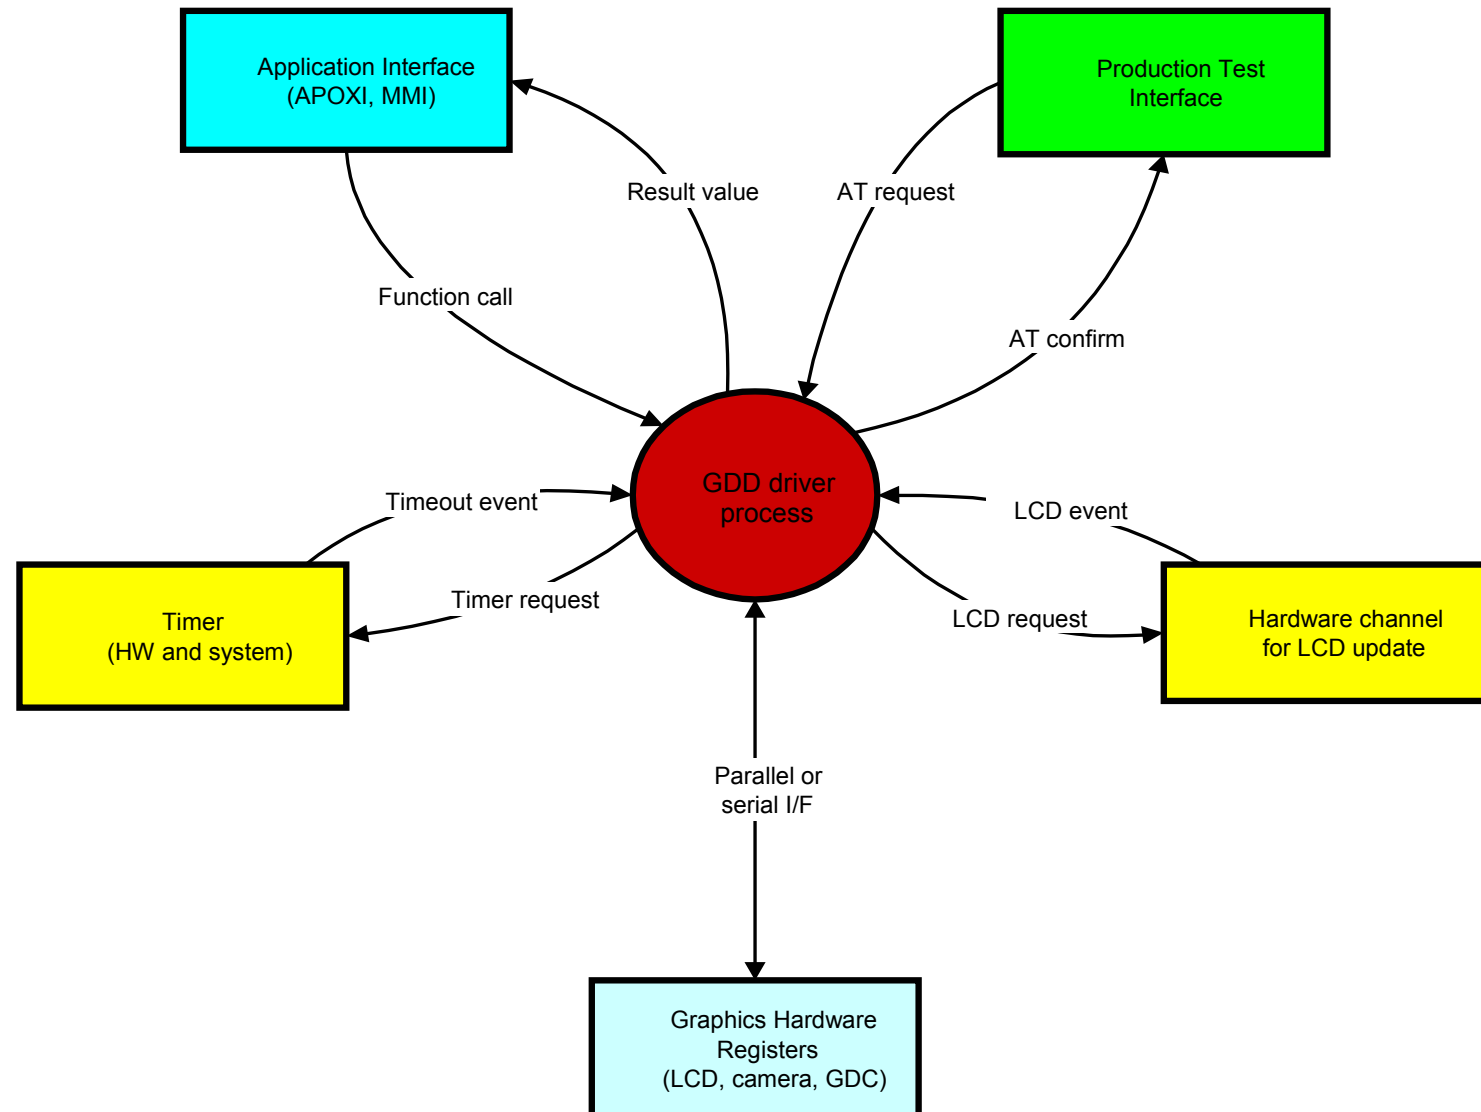 Application Interface
(APOXI, MMI)
Production Test
Interface
Result value
AT request
Function call
AT confirm
GDD driver
process
Timeout event
LCD event
Timer request
LCD request
Timer
(HW and system)
Hardware channel
for LCD update
Parallel or
serial I/F
Graphics Hardware
Registers
(LCD, camera, GDC)